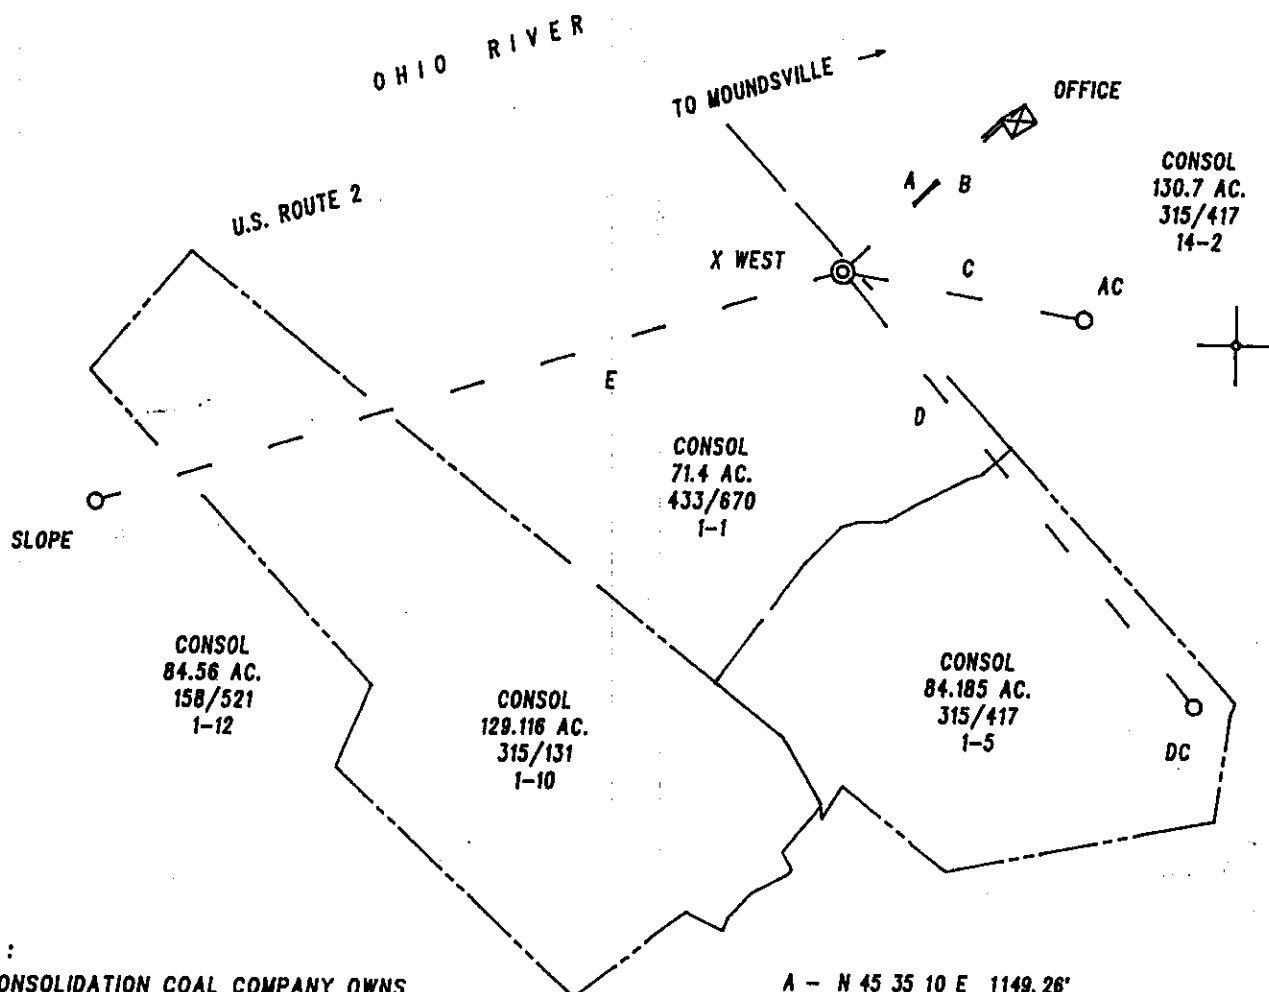 OHIO RIVER
TO MOUNDSVILLE
OFFICE
CONSOL
130.7 AC.
315/417
14-2
U.S. ROUTE 2
A
B
X WEST
C
AC
E
D
CONSOL
71.4 AC.
433/670
1-1
SLOPE
CONSOL
84.56 AC.
158/521
1-12
CONSOL
129.116 AC.
315/131
1-10
CONSOL
84.185 AC.
315/417
1-5
DC
:
ONSOLIDATION COAL COMPANY OWNS
A - N 45 35 10 E 1149.26'